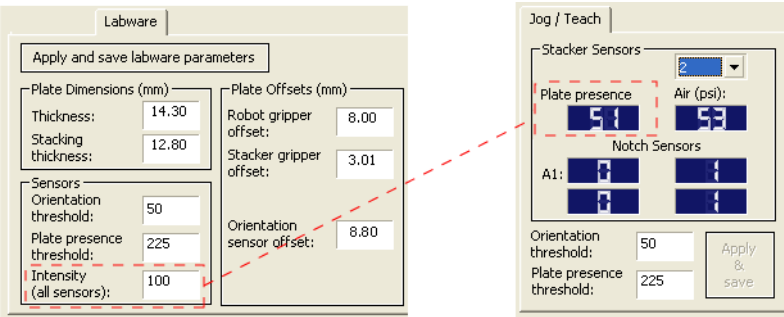 Labware
Apply and save labware parameters
Plate Dimensions (mm)
Thickness: 14.30
Stacking
thickness: 12.80
Sensors
Orientation
threshold: 50
Plate presence
threshold: 225
Intensity
(all sensors): 100
Plate Offsets (mm)
Robot gripper
offset: 8.00
Stacker gripper
offset: 3.01
Orientation
sensor offset: 8.80
Jog / Teach
Stacker Sensors
2
Plate presence Air (psi):
51 53
Notch Sensors
A1: 0 1
0 1
Orientation
threshold: 50
Plate presence
threshold: 225
Apply
&
save